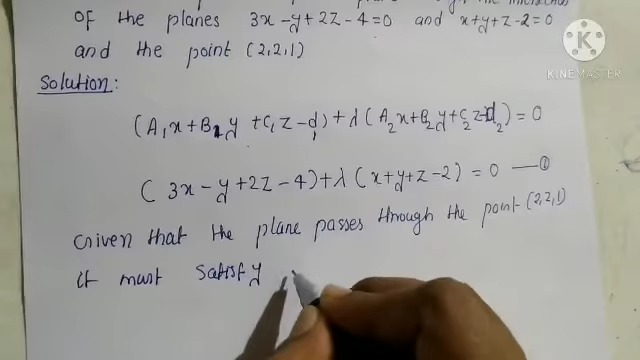 of the planes 3x-y+2z-4=0 and x+y+z-2=0
and the point (2,2,1)
Solution:
(A₁x+B₁y+C₁z-d₁)+λ(A₂x+B₂y+C₂z-d₂)=0
(3x-y+2z-4)+λ(x+y+z-2)=0 —①
Given that the plane passes through the point (2,2,1)
it must satisfy
KINEMASTER